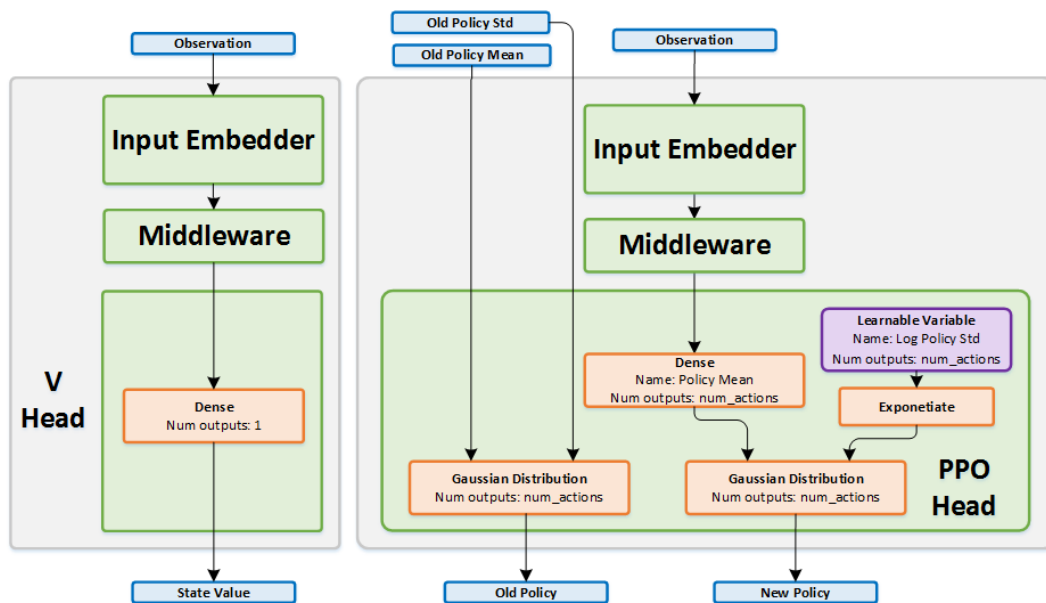 Observation
Input Embedder
Middleware
V
Head
Dense
Num outputs: 1
State Value
Old Policy Std
Old Policy Mean
Observation
Input Embedder
Middleware
Learnable Variable
Name: Log Policy Std
Num outputs: num_actions
Dense
Name: Policy Mean
Num outputs: num_actions
Exponetiate
Gaussian Distribution
Num outputs: num_actions
Gaussian Distribution
Num outputs: num_actions
PPO
Head
Old Policy
New Policy